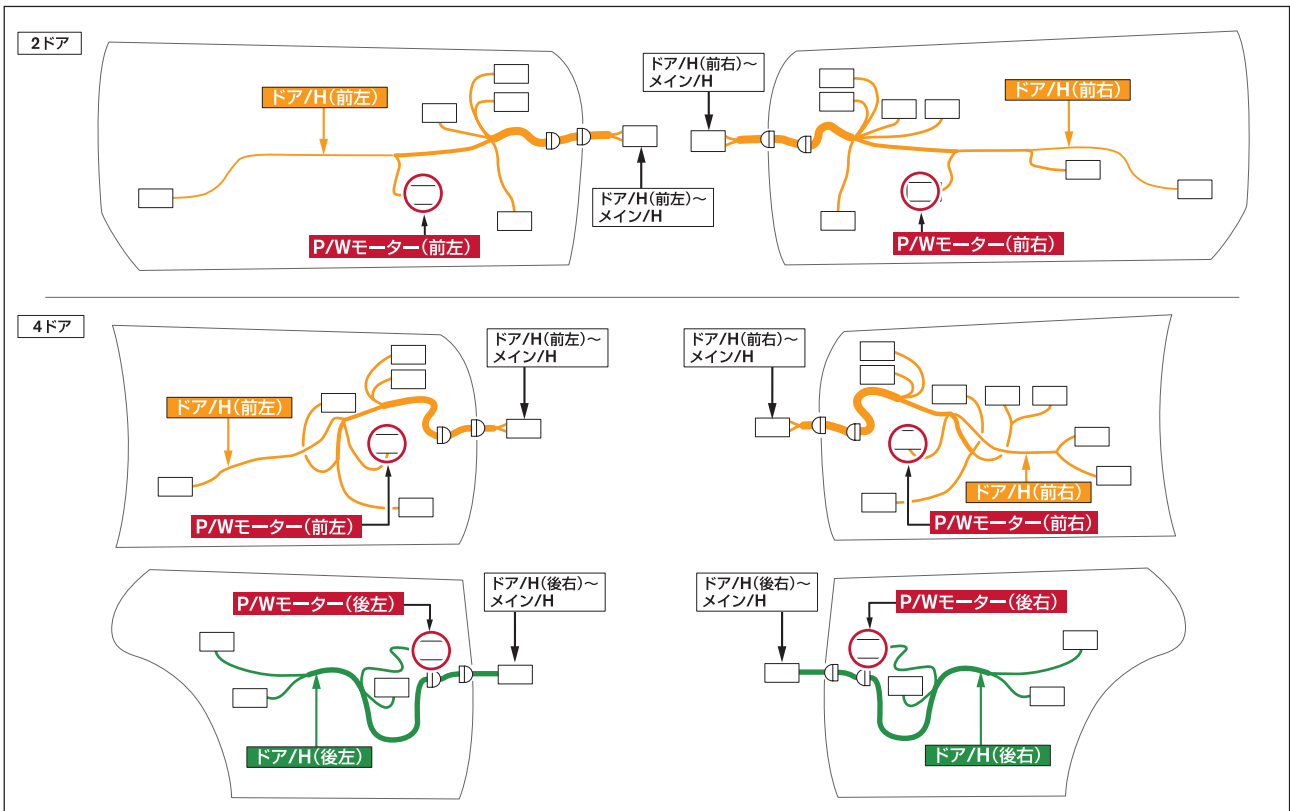 2ドア
ドア/H(前左)
P/Wモーター(前左)
ドア/H(前左)～
メイン/H
ドア/H(前右)～
メイン/H
ドア/H(前右)
P/Wモーター(前右)
4ドア
ドア/H(前左)
P/Wモーター(前左)
ドア/H(前左)～
メイン/H
ドア/H(前右)～
メイン/H
ドア/H(前右)
P/Wモーター(前右)
P/Wモーター(後左)
ドア/H(後右)～
メイン/H
ドア/H(後左)
ドア/H(後右)～
メイン/H
P/Wモーター(後右)
ドア/H(後右)